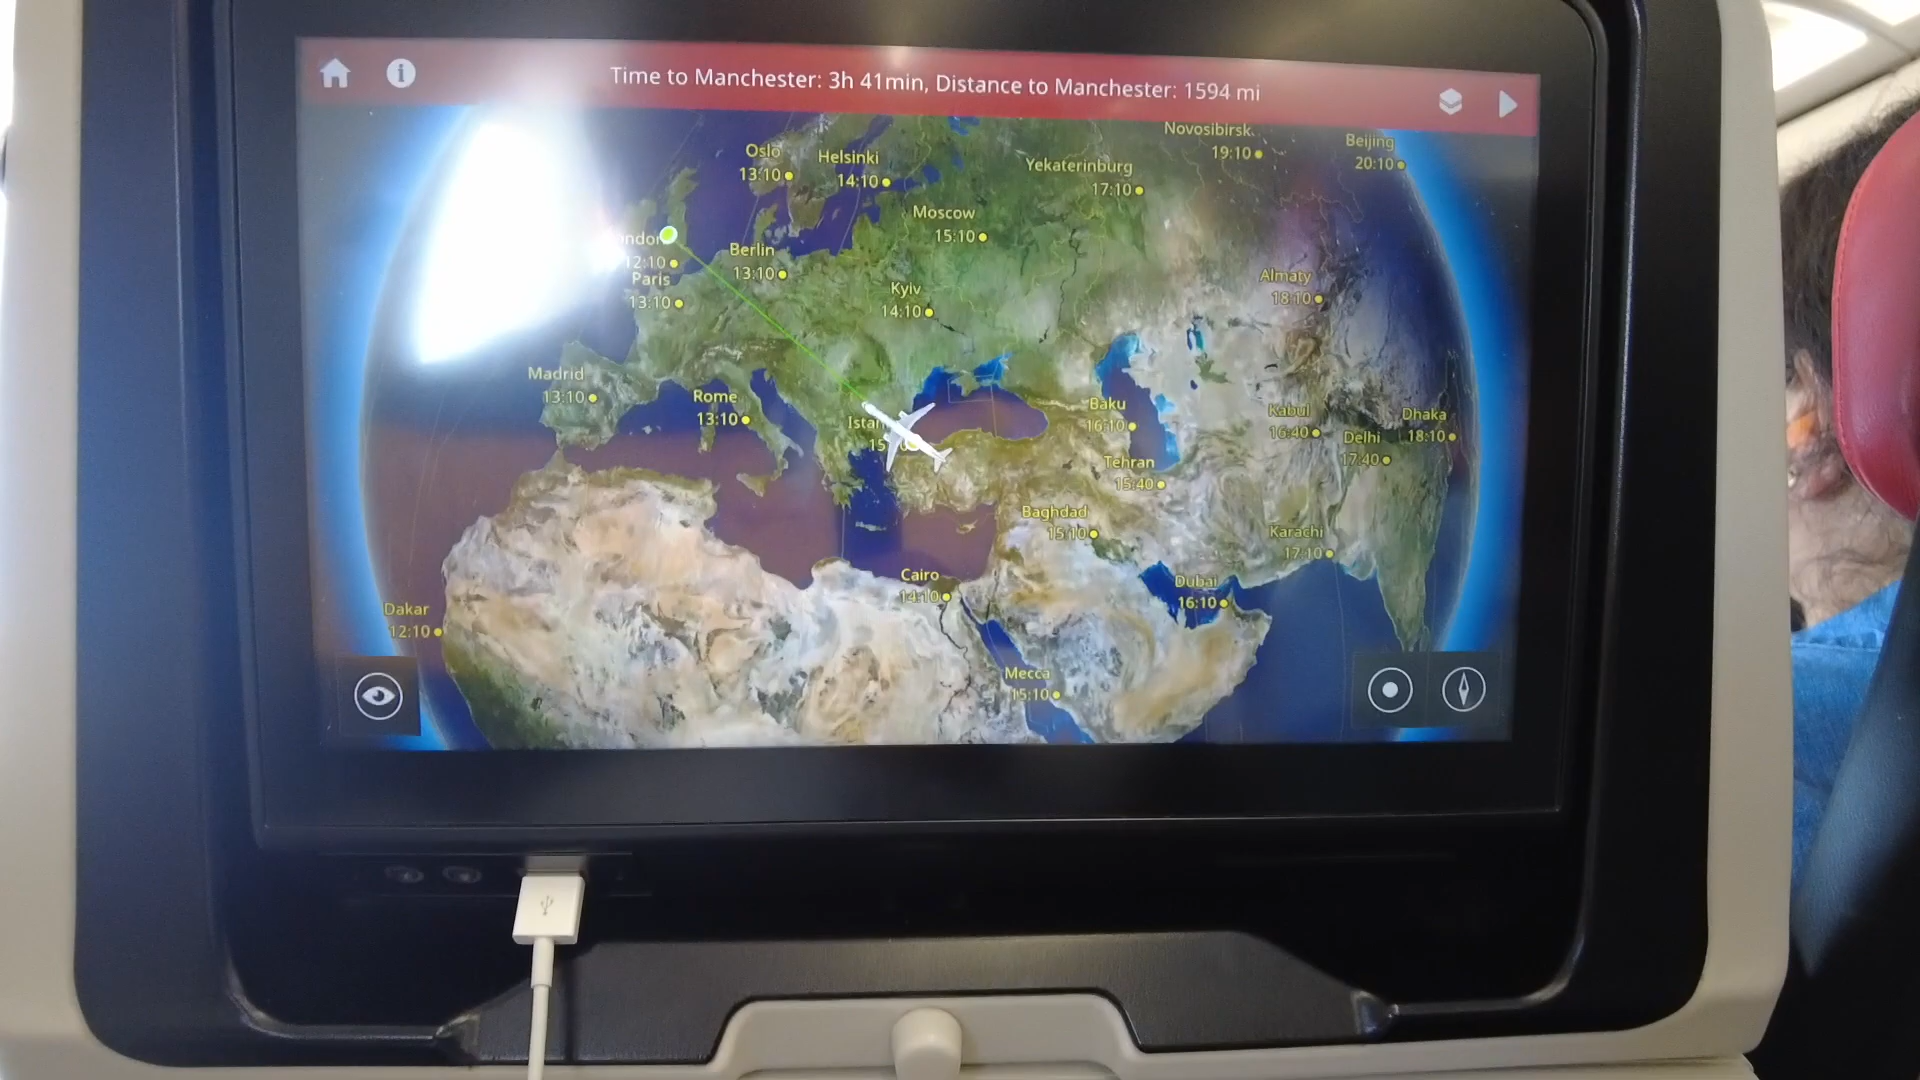 Time to Manchester: 3h 41min, Distance to Manchester: 1594 mi
Novosibirsk
19:10
Beijing
20:10
Oslo
13:10
Helsinki
14:10
Yekaterinburg
17:10
Moscow
15:10
12:10
Berlin
13:10
Paris
13:10
Kyiv
14:10
Almaty
18:10
Madrid
13:10
Rome
13:10
Baku
16:10
Kabul
16:40
Dhaka
18:10
Delhi
17:40
Tehran
15:40
Baghdad
15:10
Karachi
17:10
Cairo
14:10
Dubai
16:10
Dakar
12:10
Mecca
15:10